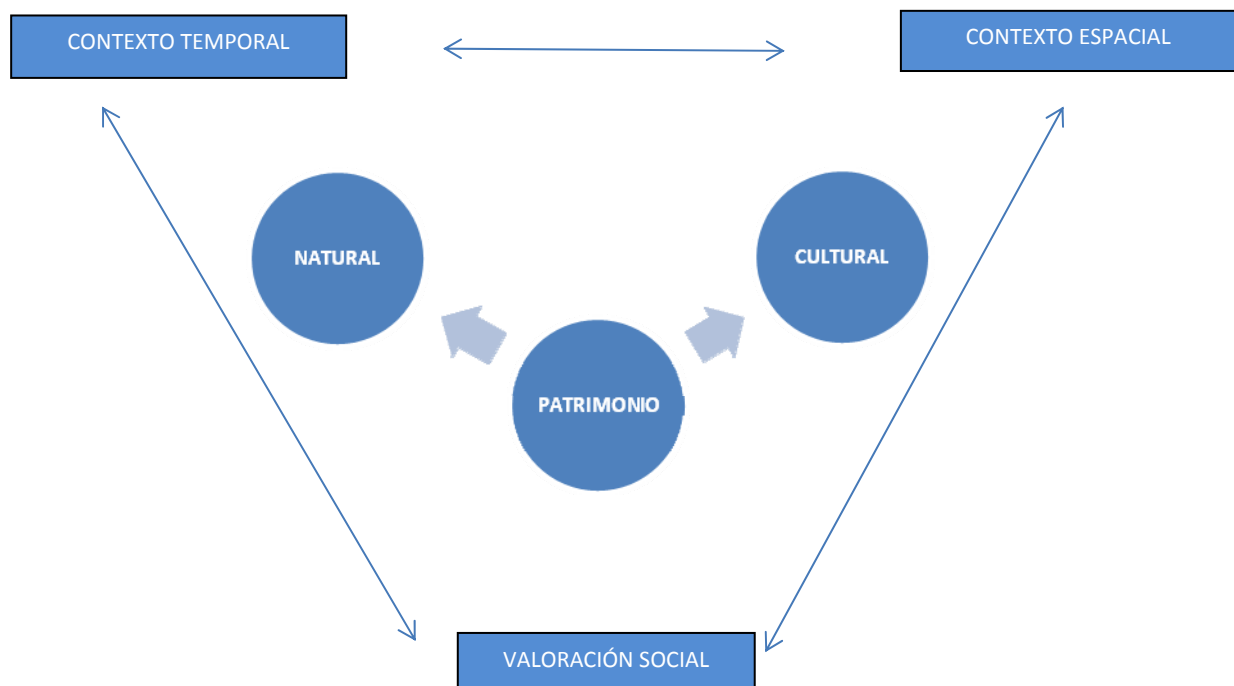 CONTEXTO TEMPORAL
CONTEXTO ESPACIAL
NATURAL
CULTURAL
PATRIMONIO
VALORACIÓN SOCIAL